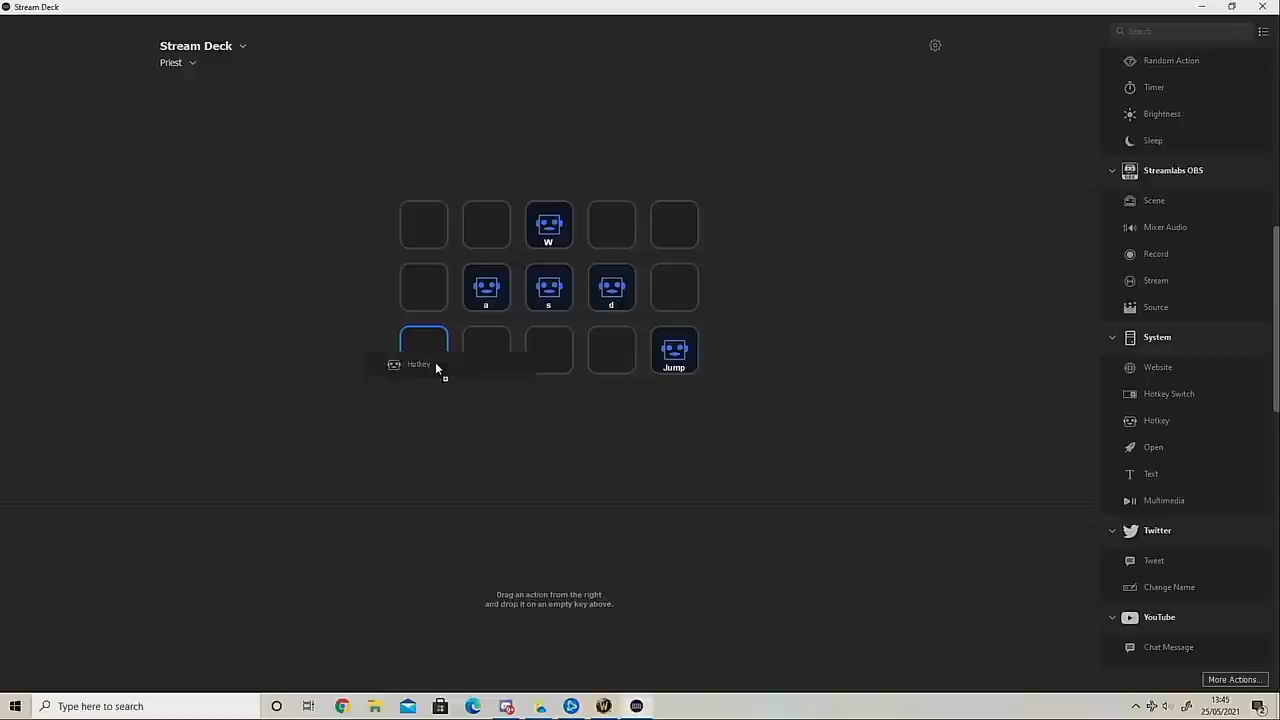 Stream Deck
Stream Deck
Priest
W
a
s
d
Hotkey
Jump
Drag an action from the right
and drop it on an empty key above.
Search
Random Action
Timer
Brightness
Sleep
Streamlabs OBS
Scene
Mixer Audio
Record
Stream
Source
System
Website
Hotkey Switch
Hotkey
Open
Text
Multimedia
Twitter
Tweet
Change Name
YouTube
Chat Message
More Actions...
Type here to search
13:45
25/05/2021
2